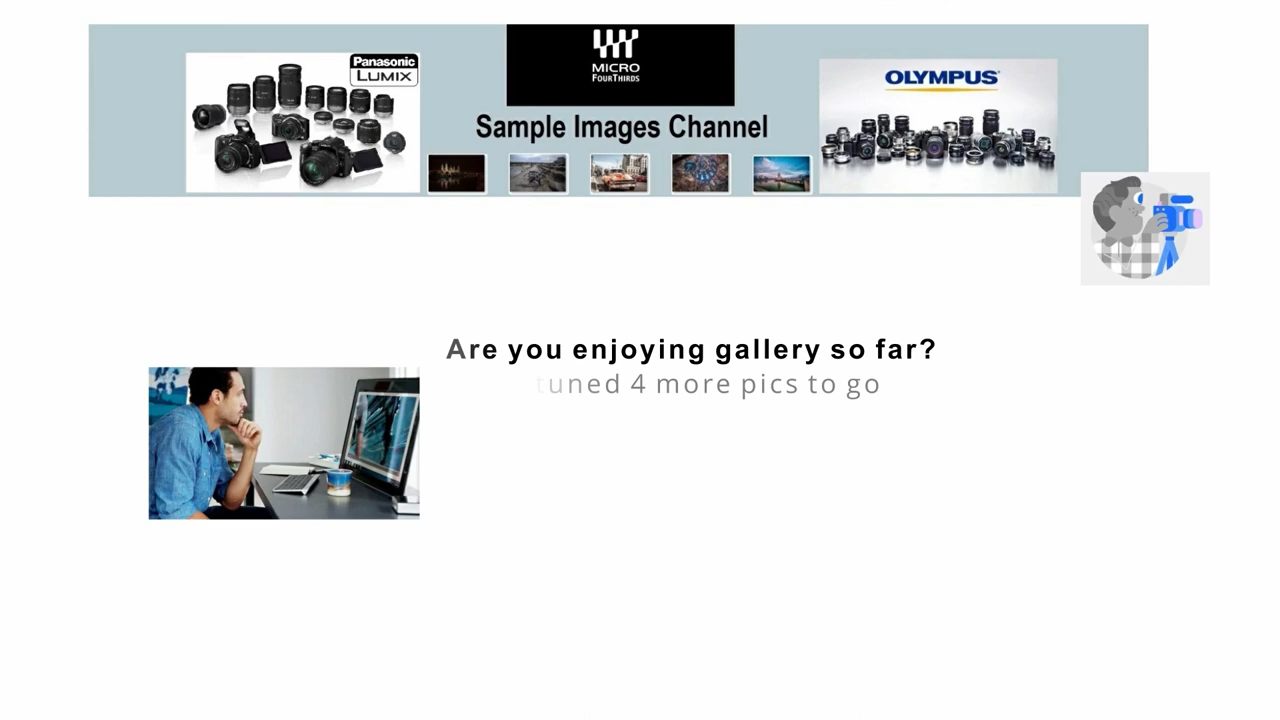 Panasonic
LUMIX
MICRO
FOURTHIRDS
OLYMPUS
Sample Images Channel
Are you enjoying gallery so far?
tuned 4 more pics to go